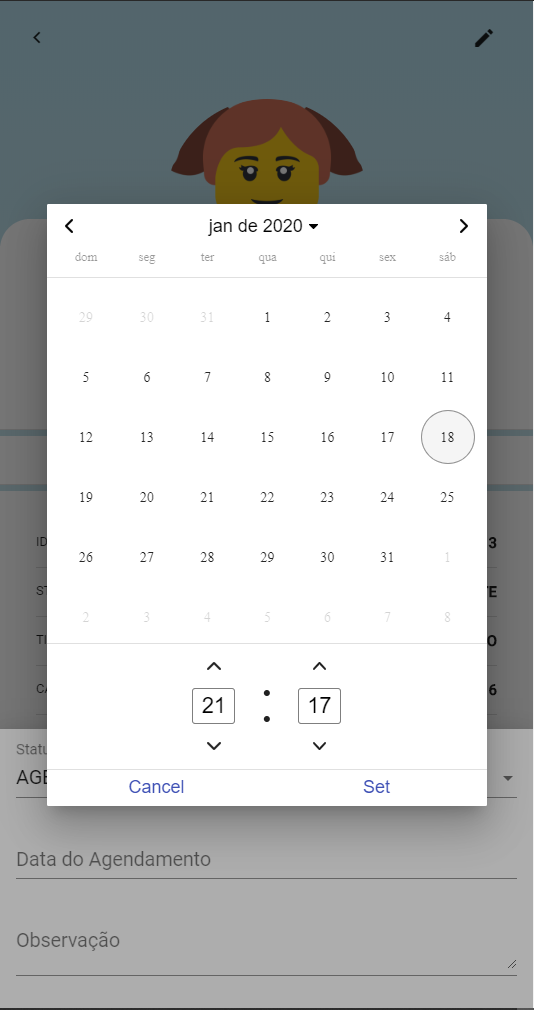 jan de 2020
dom seg ter qua qui sex sáb
29 30 31 1 2 3 4
5 6 7 8 9 10 11
12 13 14 15 16 17 18
19 20 21 22 23 24 25
26 27 28 29 30 31 1
2 3 4 5 6 7 8
ID 3
ST TE
TI O
CA 6
21 : 17
Cancel Set
Statu
AGE
Data do Agendamento
Observação